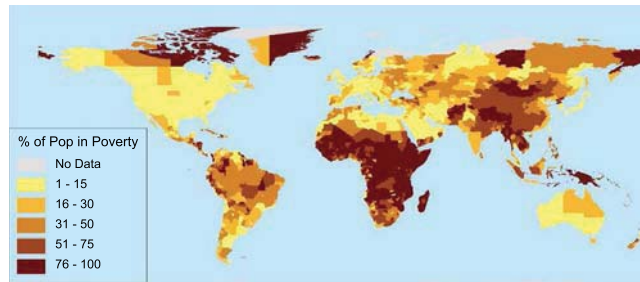 % of Pop in Poverty
No Data
1 - 15
16 - 30
31 - 50
51 - 75
76 - 100